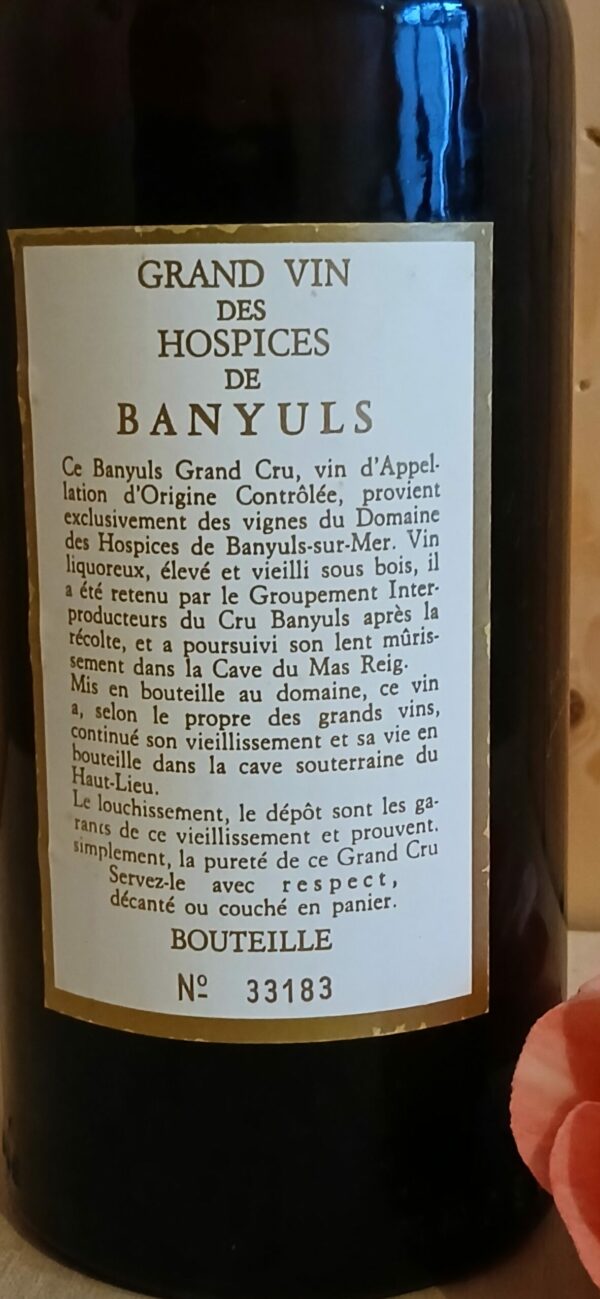 GRAND VIN
DES
HOSPICES
DE
BANYULS
Ce Banyuls Grand Cru, vin d'Appel-
lation d'Origine Contrôlée, provient
exclusivement des vignes du Domaine
des Hospices de Banyuls-sur-Mer. Vin
liquoreux, élevé et vieilli sous bois, il
a été retenu par le Groupement Inter-
producteurs du Cru Banyuls après la
récolte, et a poursuivi son lent mûris-
sement dans la Cave du Mas Reig.
Mis en bouteille au domaine, ce vin
a, selon le propre des grands vins,
continué son vieillissement et sa vie en
bouteille dans la cave souterraine du
Haut-Lieu.
Le louchissement, le dépôt sont les ga-
rants de ce vieillissement et prouvent.
simplement, la pureté de ce Grand Cru
Servez-le avec respect,
décanté ou couché en panier.
BOUTEILLE
Nº 33183